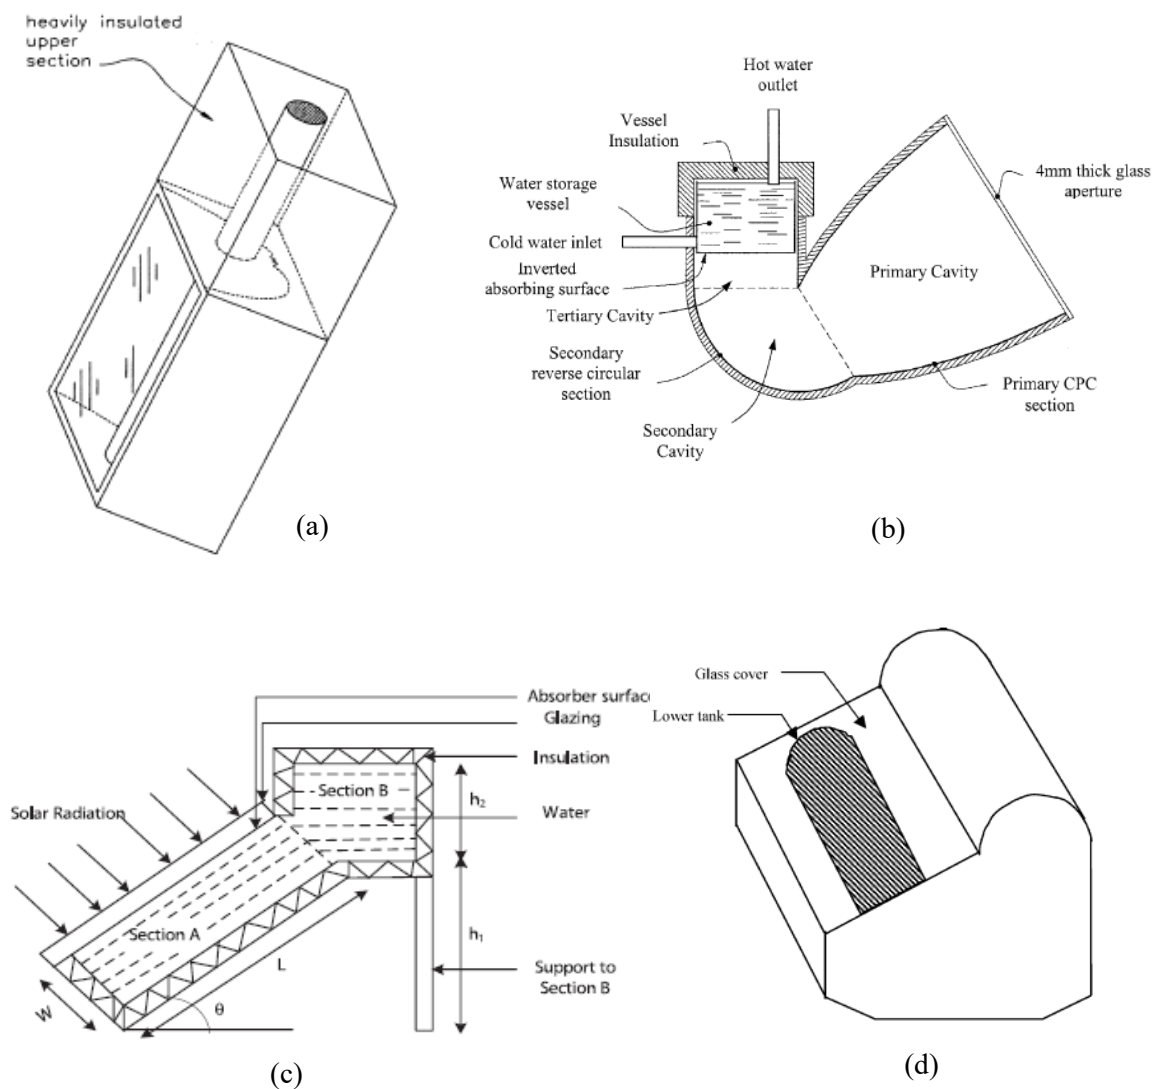 heavily insulated
upper
section
(a)
Hot water
outlet
Vessel
Insulation
Water storage
vessel
Cold water inlet
Inverted
absorbing surface
Tertiary Cavity
Secondary
reverse circular
section
Secondary
Cavity
4mm thick glass
aperture
Primary Cavity
Primary CPC
section
(b)
Absorber surface
Glazing
Insulation
Section B
h₂
Solar Radiation
Water
Section A
h₁
L
W
θ
Support to
Section B
(c)
Glass cover
Lower tank
(d)